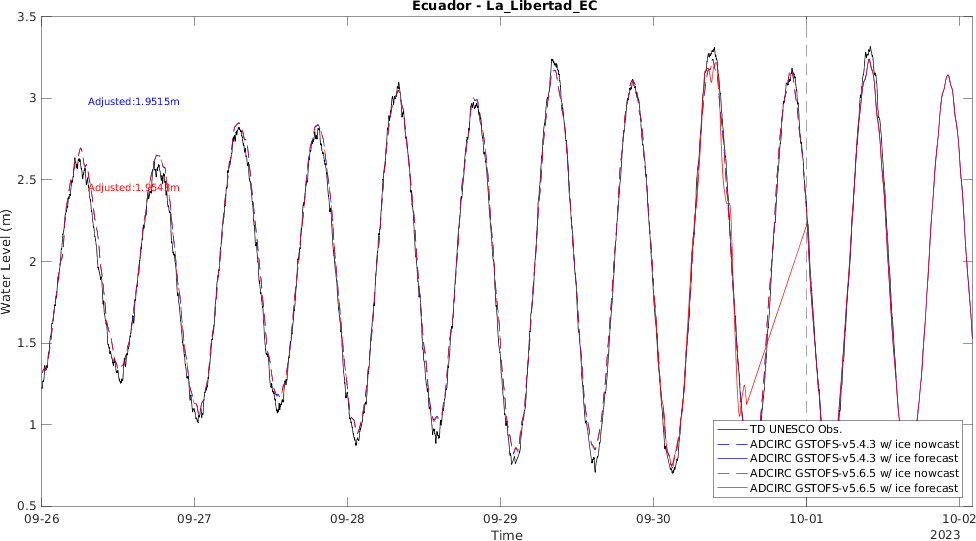 Ecuador - La_Libertad_EC
3.5
3
2.5
2
1.5
1
0.5
Water Level (m)
Adjusted:1.9515m
Adjusted:1.9543m
TD UNESCO Obs.
ADCIRC GSTOFS-v5.4.3 w/ ice nowcast
ADCIRC GSTOFS-v5.4.3 w/ ice forecast
ADCIRC GSTOFS-v5.6.5 w/ ice nowcast
ADCIRC GSTOFS-v5.6.5 w/ ice forecast
09-26
09-27
09-28
09-29
09-30
10-01
10-02
Time
2023